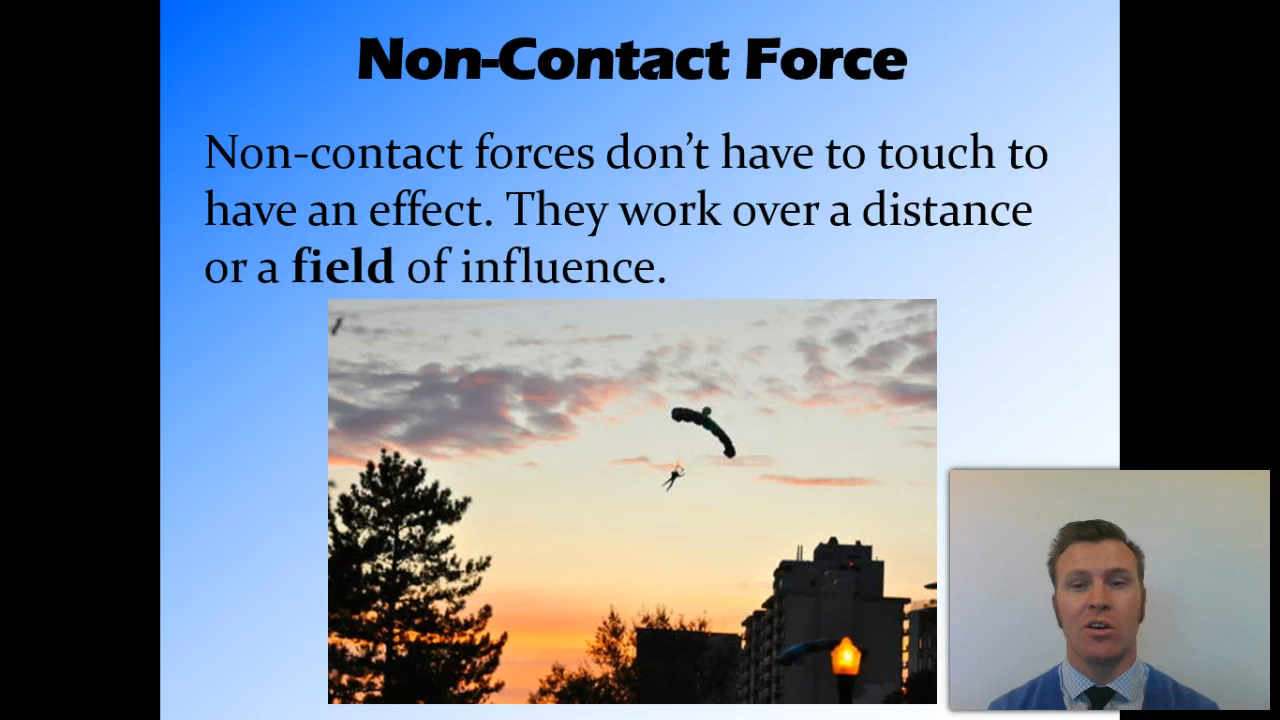 Non-Contact Force
Non-contact forces don’t have to touch to
have an effect. They work over a distance
or a field of influence.